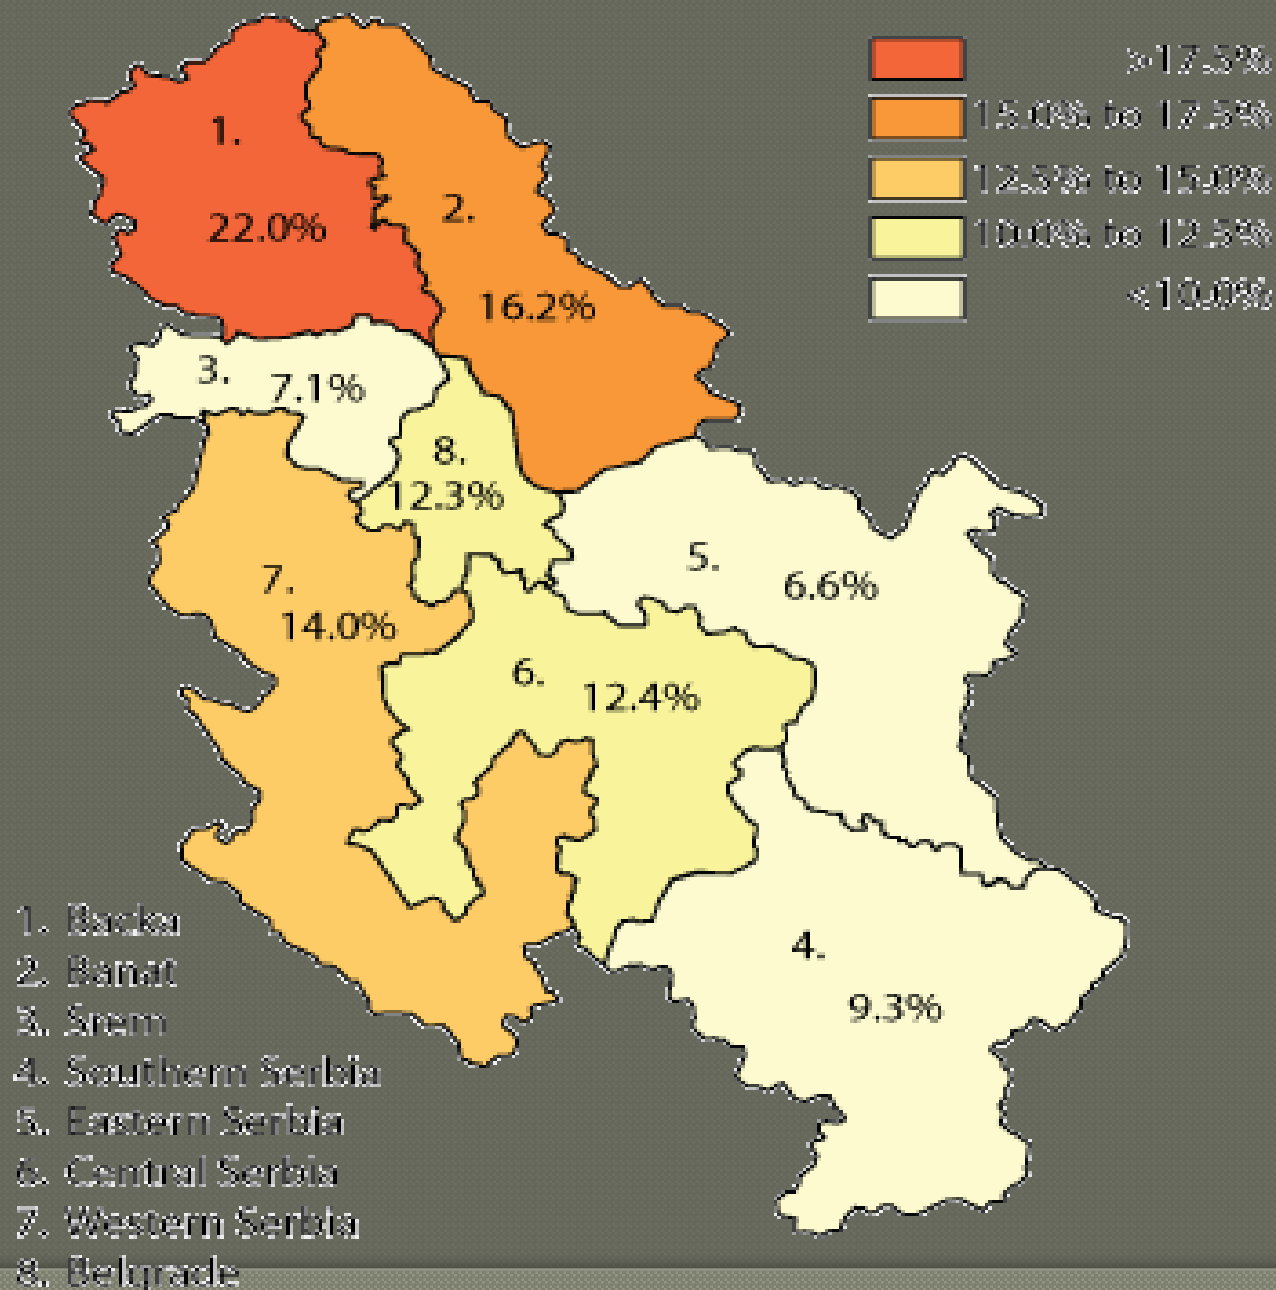 >17.5%
15.0% to 17.5%
12.5% to 15.0%
10.0% to 12.5%
<10.0%
1.
22.0%
2.
16.2%
3. 7.1%
8.
12.3%
5.
6.6%
7.
14.0%
6. 12.4%
4.
9.3%
1. Backa
2. Banat
3. Srem
4. Southern Serbia
5. Eastern Serbia
6. Central Serbia
7. Western Serbia
8. Belgrade